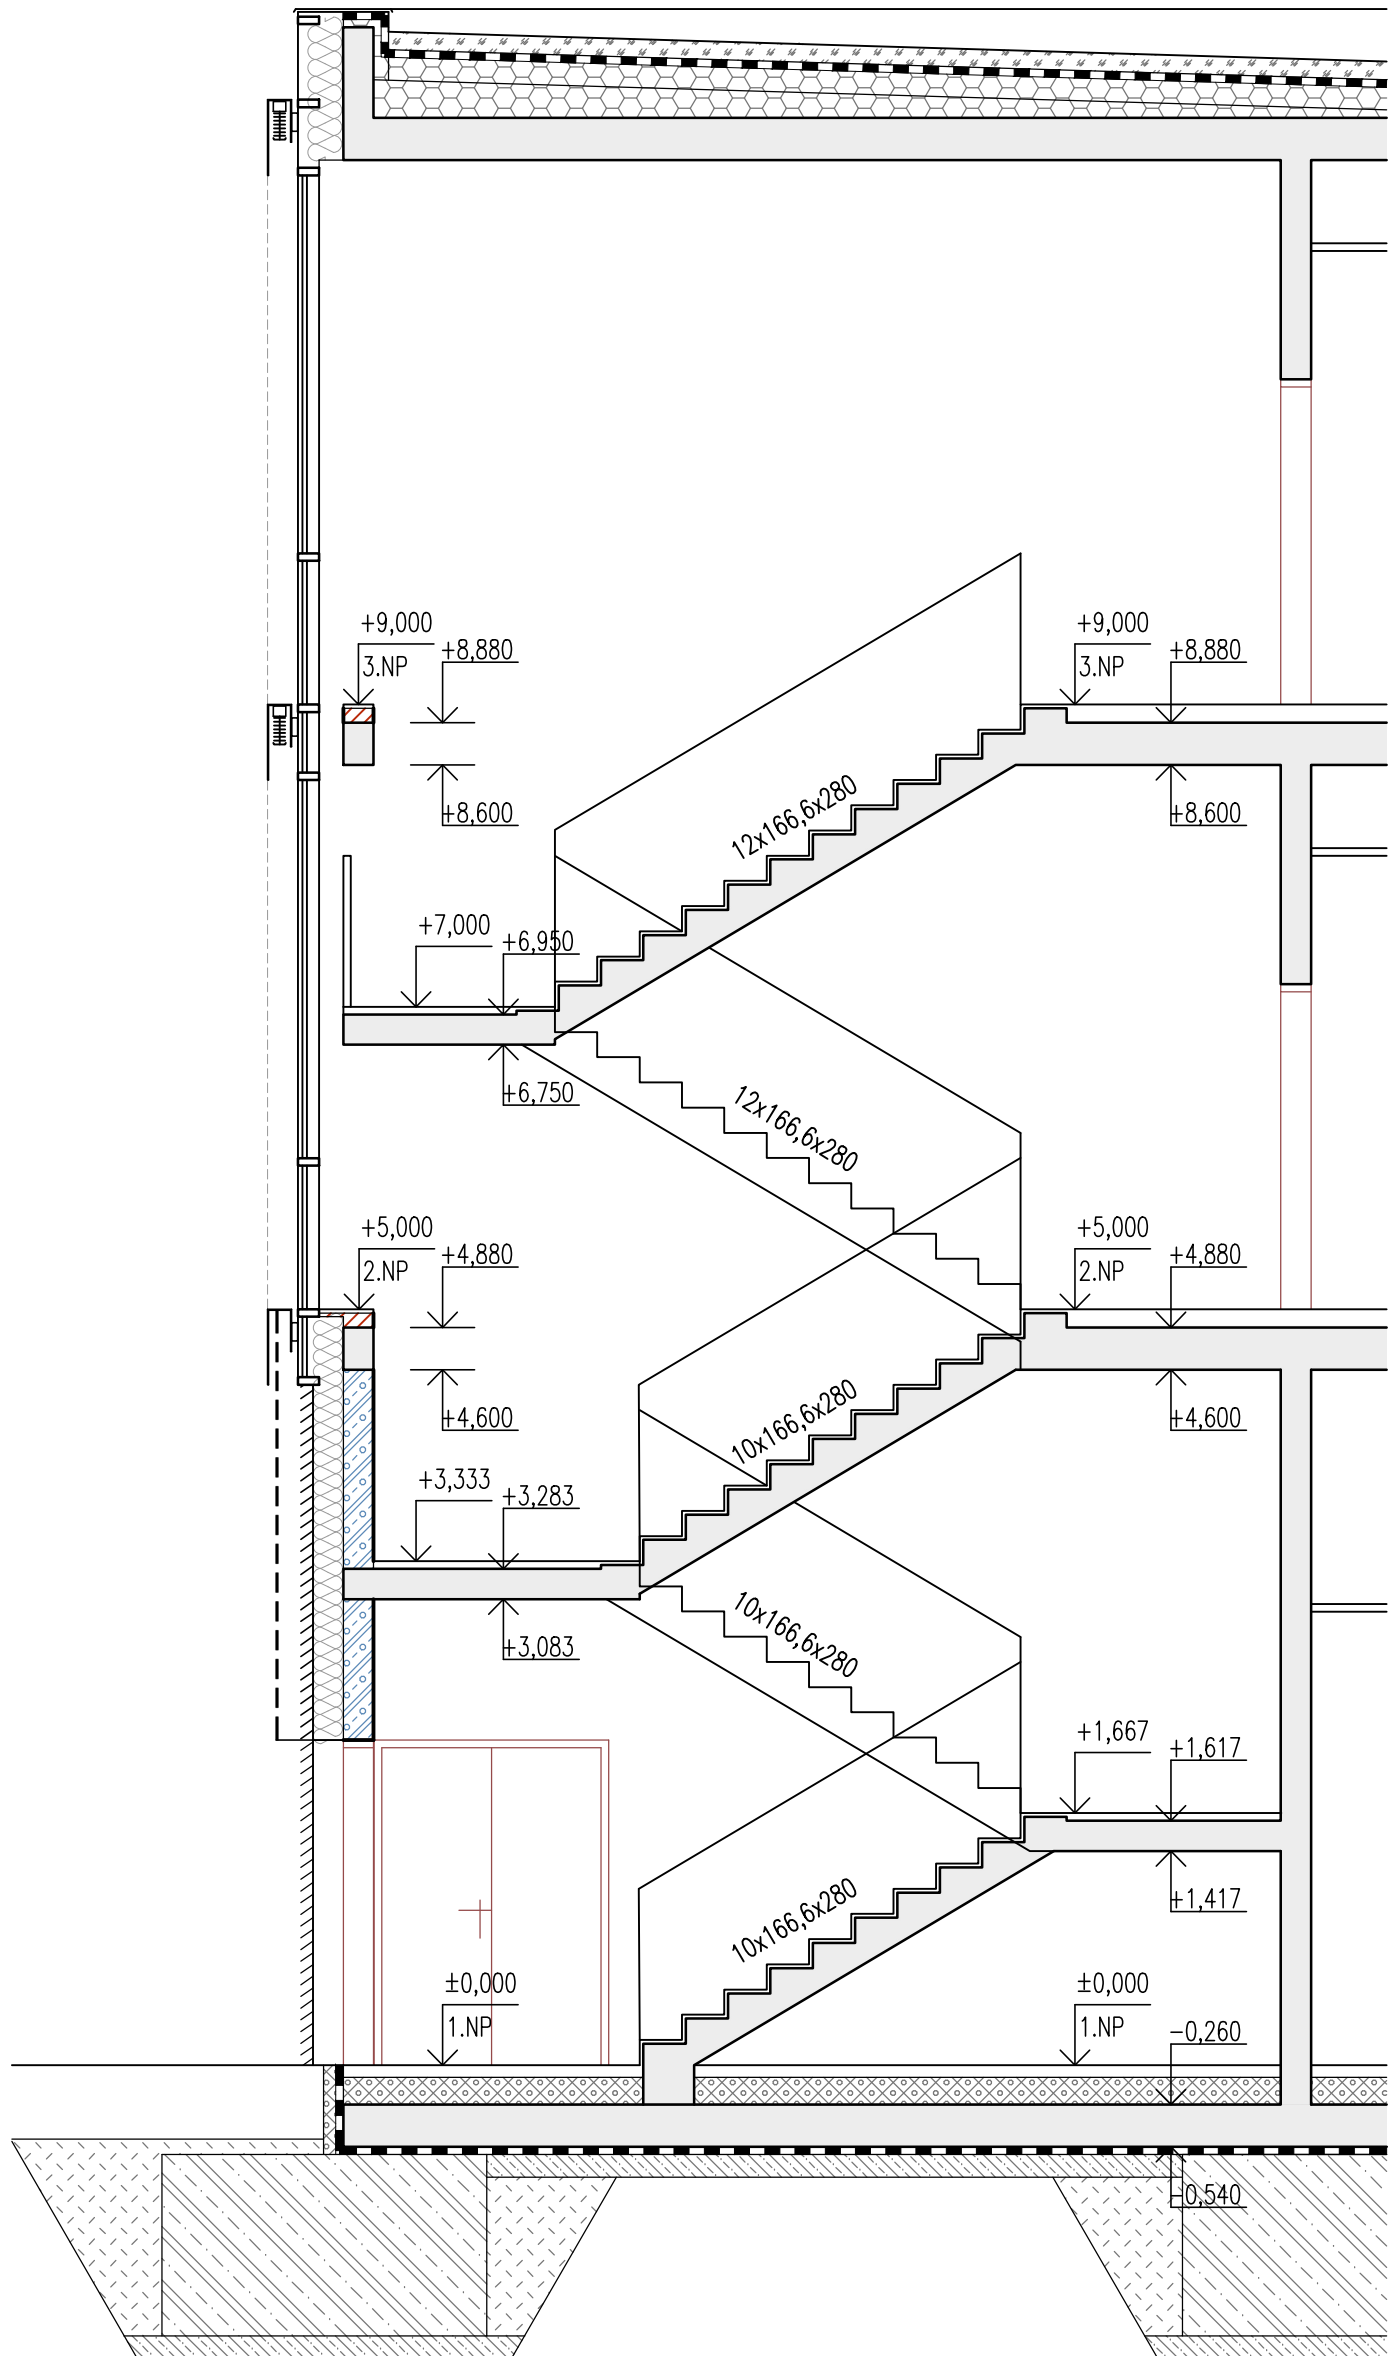 +9,000
3.NP
+8,880
+9,000
3.NP
+8,880
12x166,6x280
+8,600
+8,600
+7,000
+6,950
+6,750
12x166,6x280
+5,000
2.NP
+4,880
+5,000
2.NP
+4,880
10x166,6x280
+4,600
+4,600
+3,333
+3,283
+3,083
10x166,6x280
+1,667
+1,617
10x166,6x280
+1,417
±0,000
1.NP
±0,000
1.NP
-0,260
-0,540